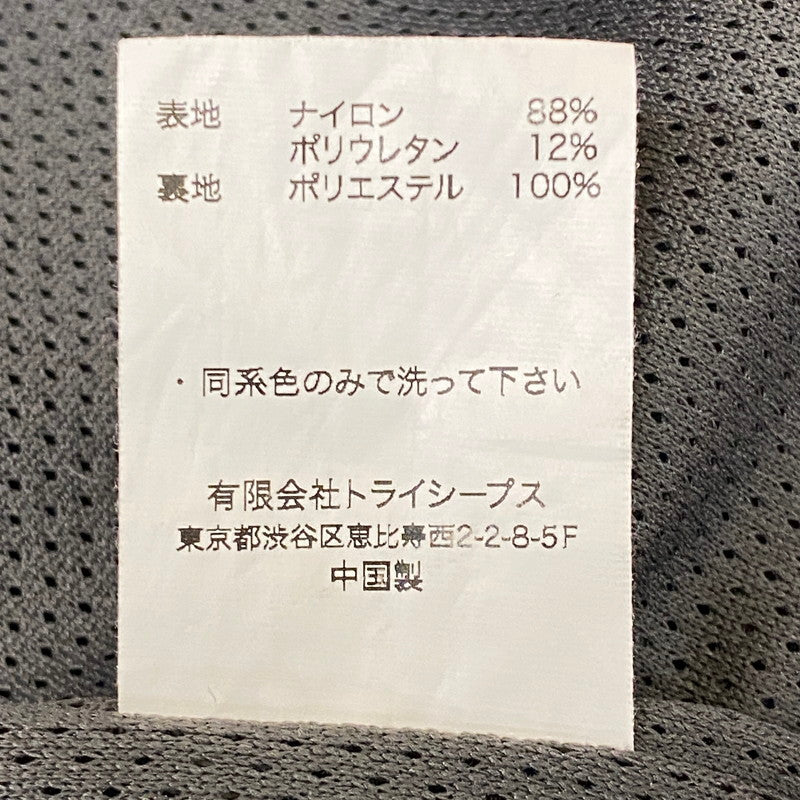 表地 ナイロン 88%
ポリウレタン 12%
裏地 ポリエステル 100%
・同系色のみで洗って下さい
有限会社トライシープス
東京都渋谷区恵比寿西2-2-8-5F
中国製